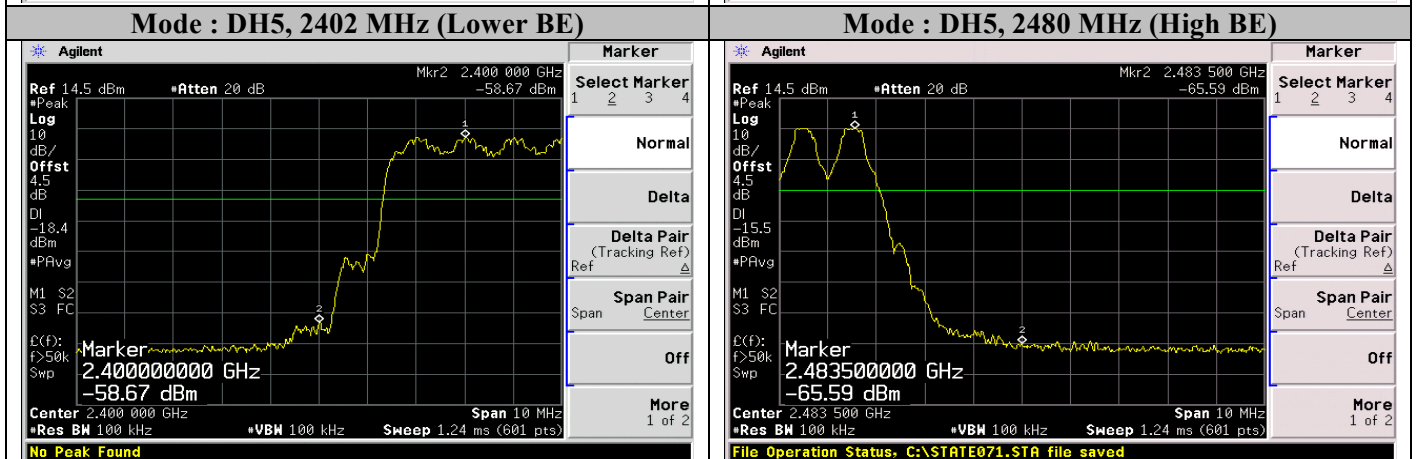 Mode : DH5, 2402 MHz (Lower BE)
Agilent
Marker
Mkr2 2.400 000 GHz
Ref 14.5 dBm #Atten 20 dB -58.67 dBm
#Peak
Log
10
dB/
Offst
4.5
dB
DI
-18.4
dBm
#PAvg
M1 S2
S3 FC
£(f):
f>50k
Swp
1
2
Marker
2.400000000 GHz
-58.67 dBm
Center 2.400 000 GHz Span 10 MHz
#Res BW 100 kHz #VBW 100 kHz Sweep 1.24 ms (601 pts)
No Peak Found
Select Marker
1 2 3 4
Normal
Delta
Delta Pair
(Tracking Ref)
Ref Δ
Span Pair
Span Center
Off
More
1 of 2
Mode : DH5, 2480 MHz (High BE)
Agilent
Marker
Mkr2 2.483 500 GHz
Ref 14.5 dBm #Atten 20 dB -65.59 dBm
#Peak
Log
10
dB/
Offst
4.5
dB
DI
-15.5
dBm
#PAvg
M1 S2
S3 FC
£(f):
f>50k
Swp
1
2
Marker
2.483500000 GHz
-65.59 dBm
Center 2.483 500 GHz Span 10 MHz
#Res BW 100 kHz #VBW 100 kHz Sweep 1.24 ms (601 pts)
File Operation Status, C:\STATE071.STA file saved
Select Marker
1 2 3 4
Normal
Delta
Delta Pair
(Tracking Ref)
Ref Δ
Span Pair
Span Center
Off
More
1 of 2